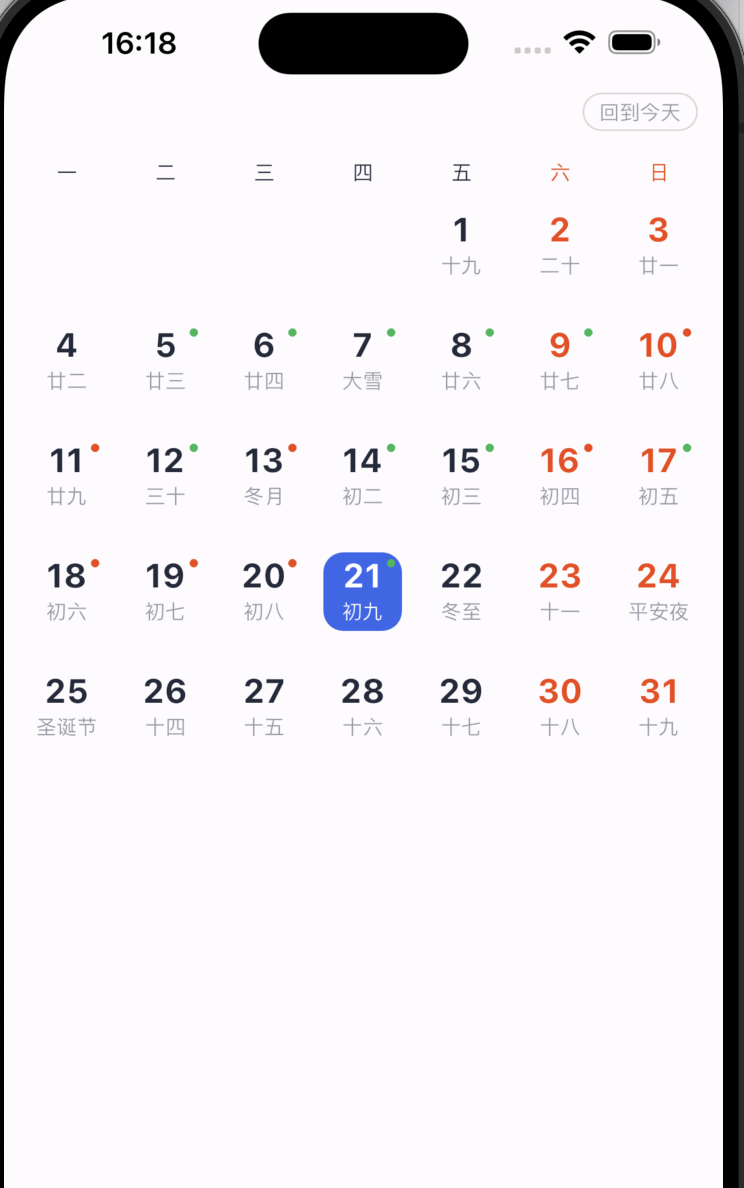 16:18
回到今天
一 二 三 四 五 六 日
1 2 3
十九 二十 廿一
4 5 6 7 8 9 10
廿二 廿三 廿四 大雪 廿六 廿七 廿八
11 12 13 14 15 16 17
廿九 三十 冬月 初二 初三 初四 初五
18 19 20 21 22 23 24
初六 初七 初八 初九 冬至 十一 平安夜
25 26 27 28 29 30 31
圣诞节 十四 十五 十六 十七 十八 十九